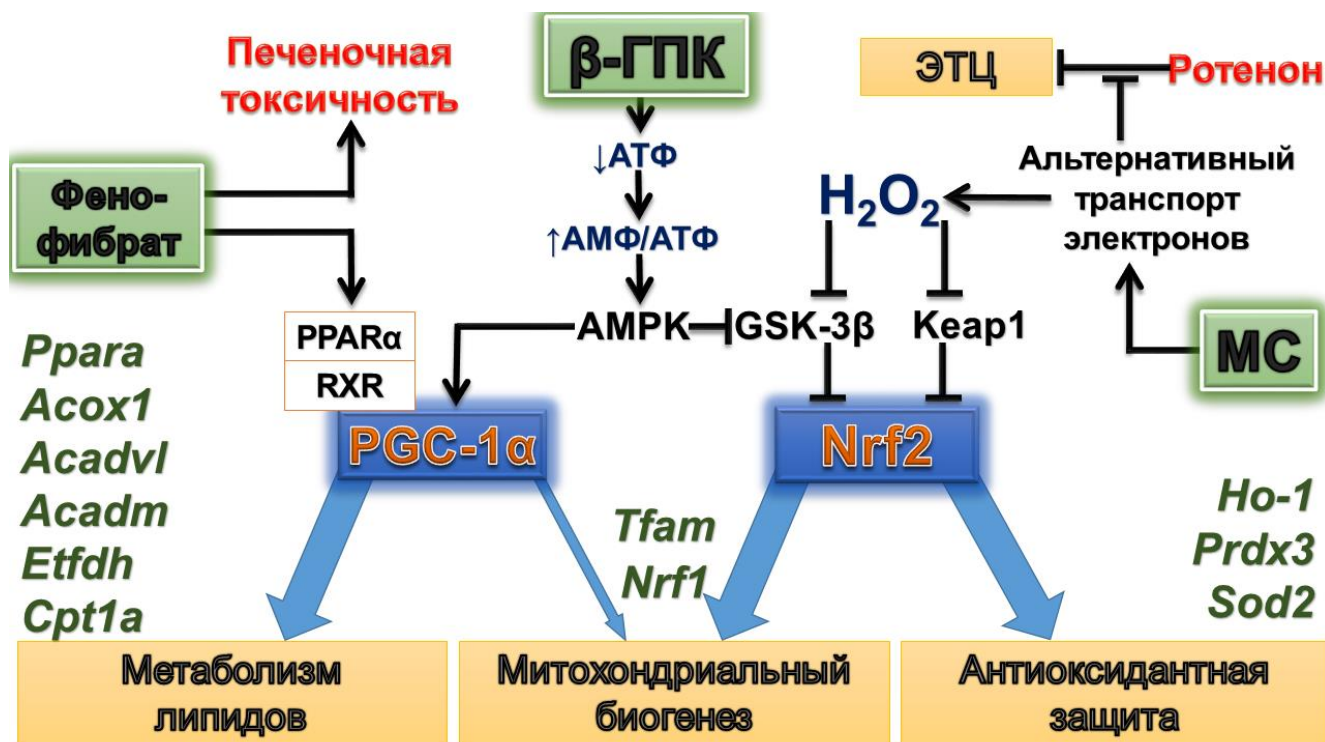 Печеночная
токсичность
β-ГПК
ЭТЦ
Ротенон
Фено-
фибрат
↓АТФ
↑АМФ/АТФ
H₂O₂
Альтернативный
транспорт
электронов
PPARα
RXR
AMPK
GSK-3β
Keap1
МС
PGC-1α
Nrf2
Ppara
Acox1
Acadvl
Acadm
Etfdh
Cpt1a
Tfam
Nrf1
Ho-1
Prdx3
Sod2
Метаболизм
липидов
Митохондриальный
биогенез
Антиоксидантная
защита